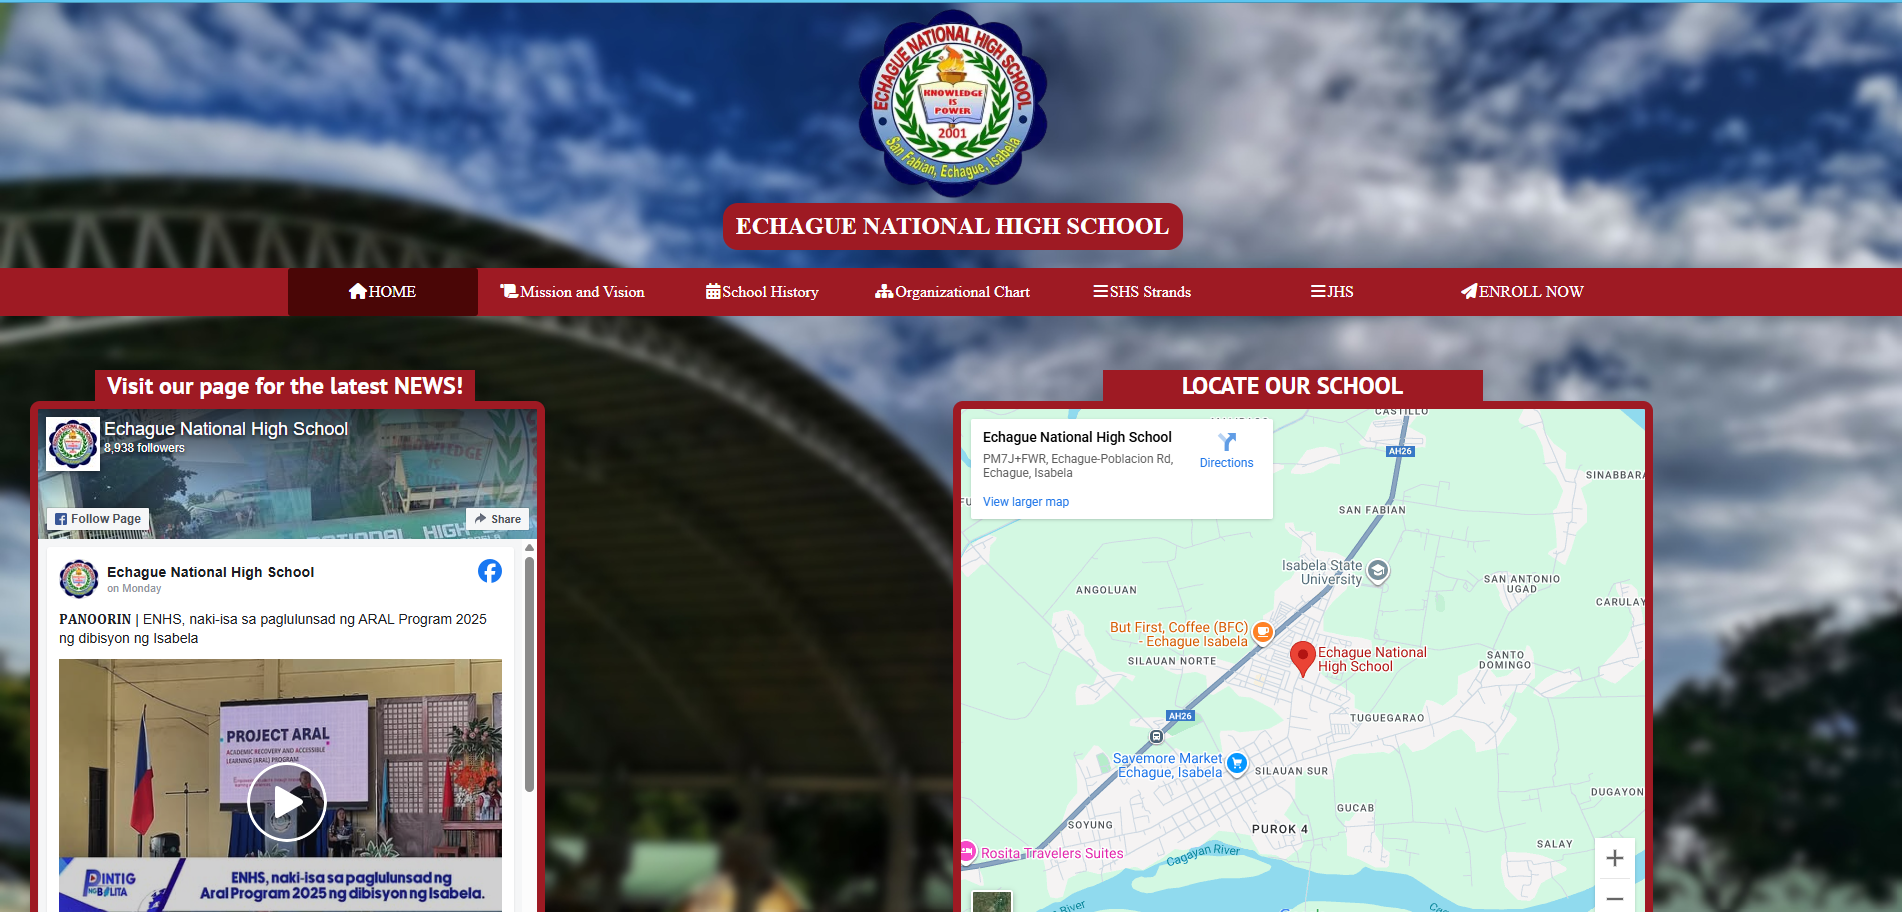 ECHAGUE NATIONAL HIGH SCHOOL
KNOWLEDGE
IS
POWER
2001
San Fabian, Echague, Isabela
ECHAGUE NATIONAL HIGH SCHOOL
HOME
Mission and Vision
School History
Organizational Chart
SHS Strands
JHS
ENROLL NOW
Visit our page for the latest NEWS!
Echague National High School
8,938 followers
Follow Page
Share
Echague National High School
on Monday
PANOORIN | ENHS, naki-isa sa paglulunsad ng ARAL Program 2025
ng dibisyon ng Isabela
PROJECT ARAL
ACADEMIC RECOVERY AND ACCESSIBLE
LEARNING (ARAL) PROGRAM
PINTIG
NG BALITA
ENHS, naki-isa sa paglulunsad ng
Aral Program 2025 ng dibisyon ng Isabela.
LOCATE OUR SCHOOL
Echague National High School
PM7J+FWR, Echague-Poblacion Rd,
Echague, Isabela
View larger map
Directions
CASTILLO
AH26
SINABBARA
FU
SAN FABIAN
Isabela State
University
ANGOLUAN
SAN ANTONIO
UGAD
CARULAY
But First, Coffee (BFC)
- Echague Isabela
SILAUAN NORTE
Echague National
High School
SANTO
DOMINGO
AH26
TUGUEGARAO
Savemore Market
Echague, Isabela
SILAUAN SUR
DUGAYON
GUCAB
SOYUNG
PUROK 4
SALAY
Rosita Travelers Suites
Cagayan River
River